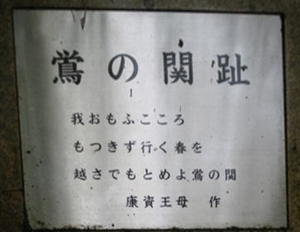 鶯の関趾
我おもふこころ
もつきず行く春を
越さでもとめよ鶯の関
康資王母 作